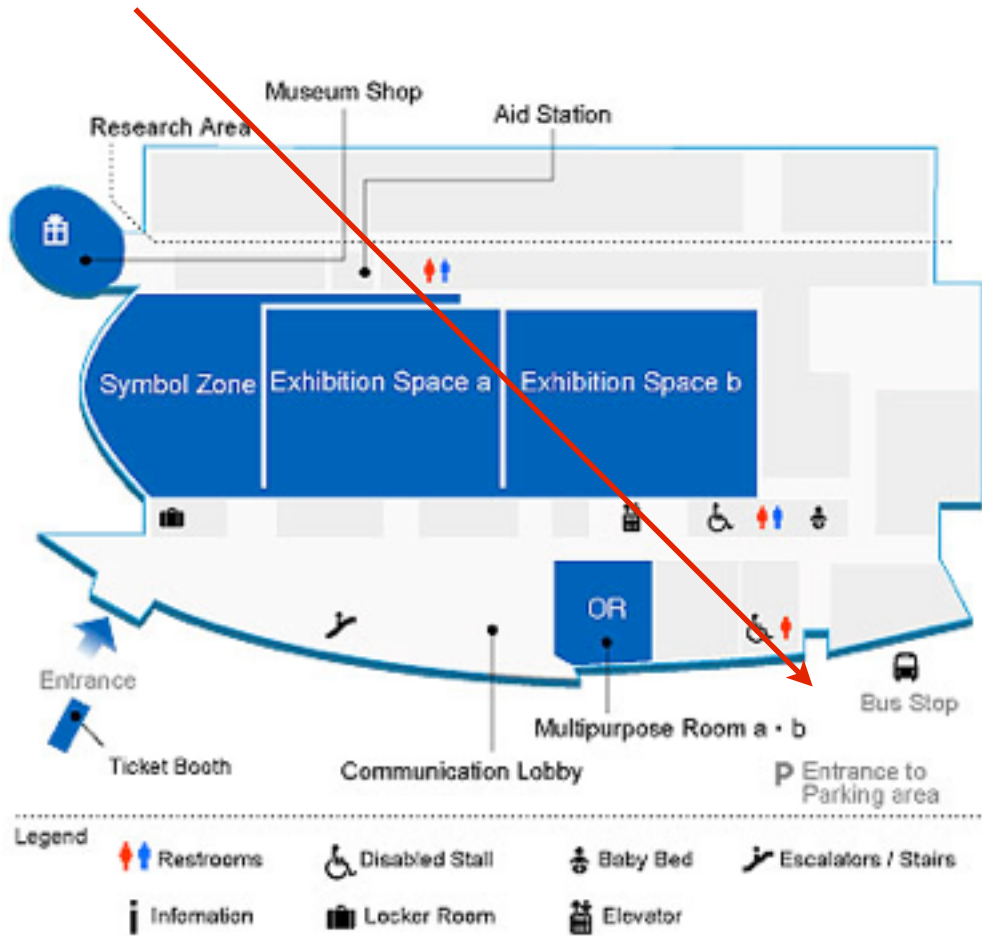 Museum Shop
Aid Station
Research Area
Symbol Zone
Exhibition Space a
Exhibition Space b
OR
Entrance
Bus Stop
Multipurpose Room a・b
Ticket Booth
Communication Lobby
P Entrance to
Parking area
Legend
Restrooms
Disabled Stall
Baby Bed
Escalators / Stairs
Infomation
Locker Room
Elevator